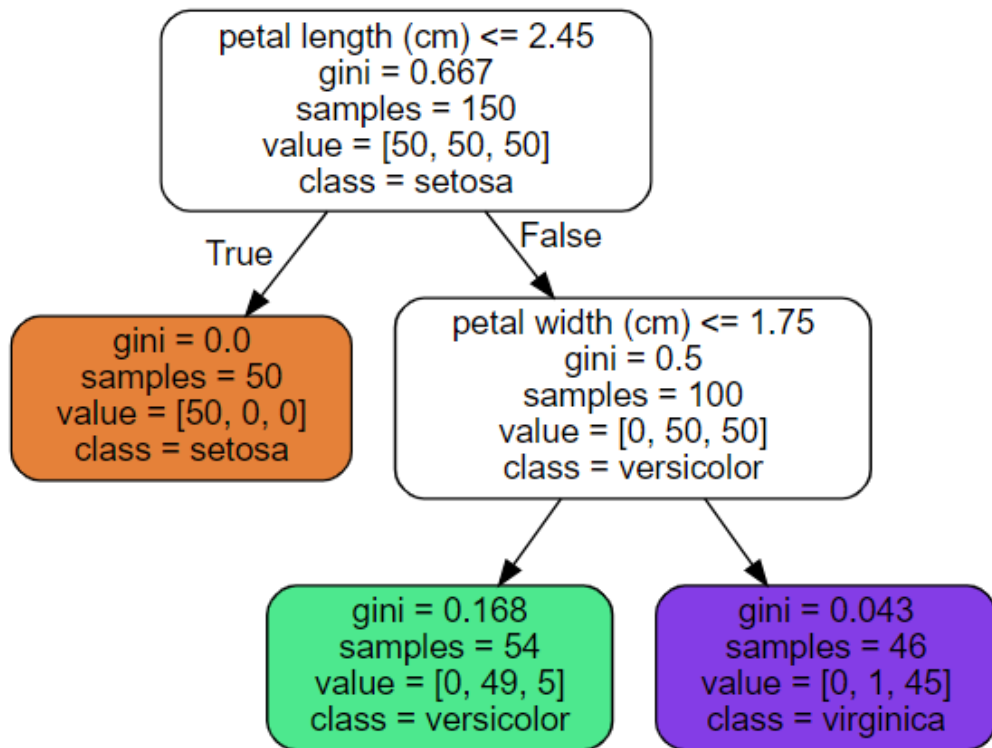 petal length (cm) <= 2.45
gini = 0.667
samples = 150
value = [50, 50, 50]
class = setosa
True
False
gini = 0.0
samples = 50
value = [50, 0, 0]
class = setosa
petal width (cm) <= 1.75
gini = 0.5
samples = 100
value = [0, 50, 50]
class = versicolor
gini = 0.168
samples = 54
value = [0, 49, 5]
class = versicolor
gini = 0.043
samples = 46
value = [0, 1, 45]
class = virginica